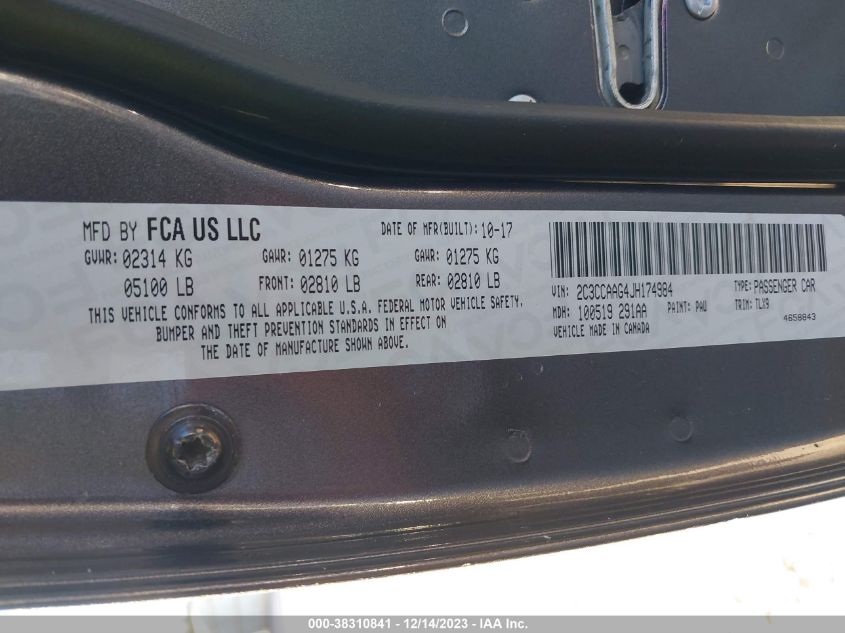 MFD BY FCA US LLC DATE OF MFR(BUILT): 10-17
GVWR: 02314 KG GAWR: 01275 KG GAWR: 01275 KG
05100 LB FRONT: 02810 LB REAR: 02810 LB
THIS VEHICLE CONFORMS TO ALL APPLICABLE U.S.A. FEDERAL MOTOR VEHICLE SAFETY,
BUMPER AND THEFT PREVENTION STANDARDS IN EFFECT ON
THE DATE OF MANUFACTURE SHOWN ABOVE.
VIN: 2C3CCAAG4JH174984 TYPE: PASSENGER CAR
MDH: 100519 291AA PAINT: PAU TRIM: TLX9
VEHICLE MADE IN CANADA 4658843
000-38310841 - 12/14/2023 - IAA Inc.